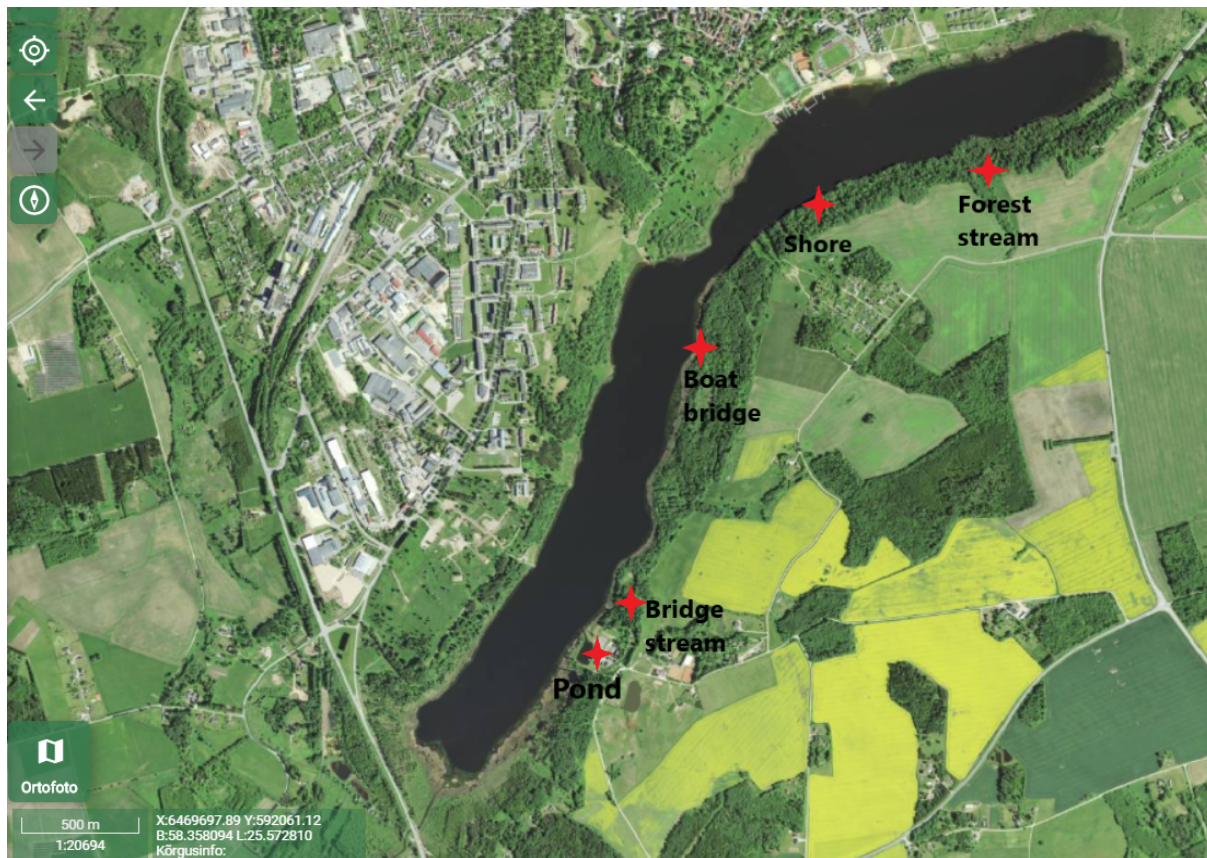 Forest
stream
Shore
Boat
bridge
Bridge
stream
Pond
Ortofoto
500 m
1:20694
X:6469697.89 Y:592061.12
B:58.358094 L:25.572810
Kõrgusinfo: